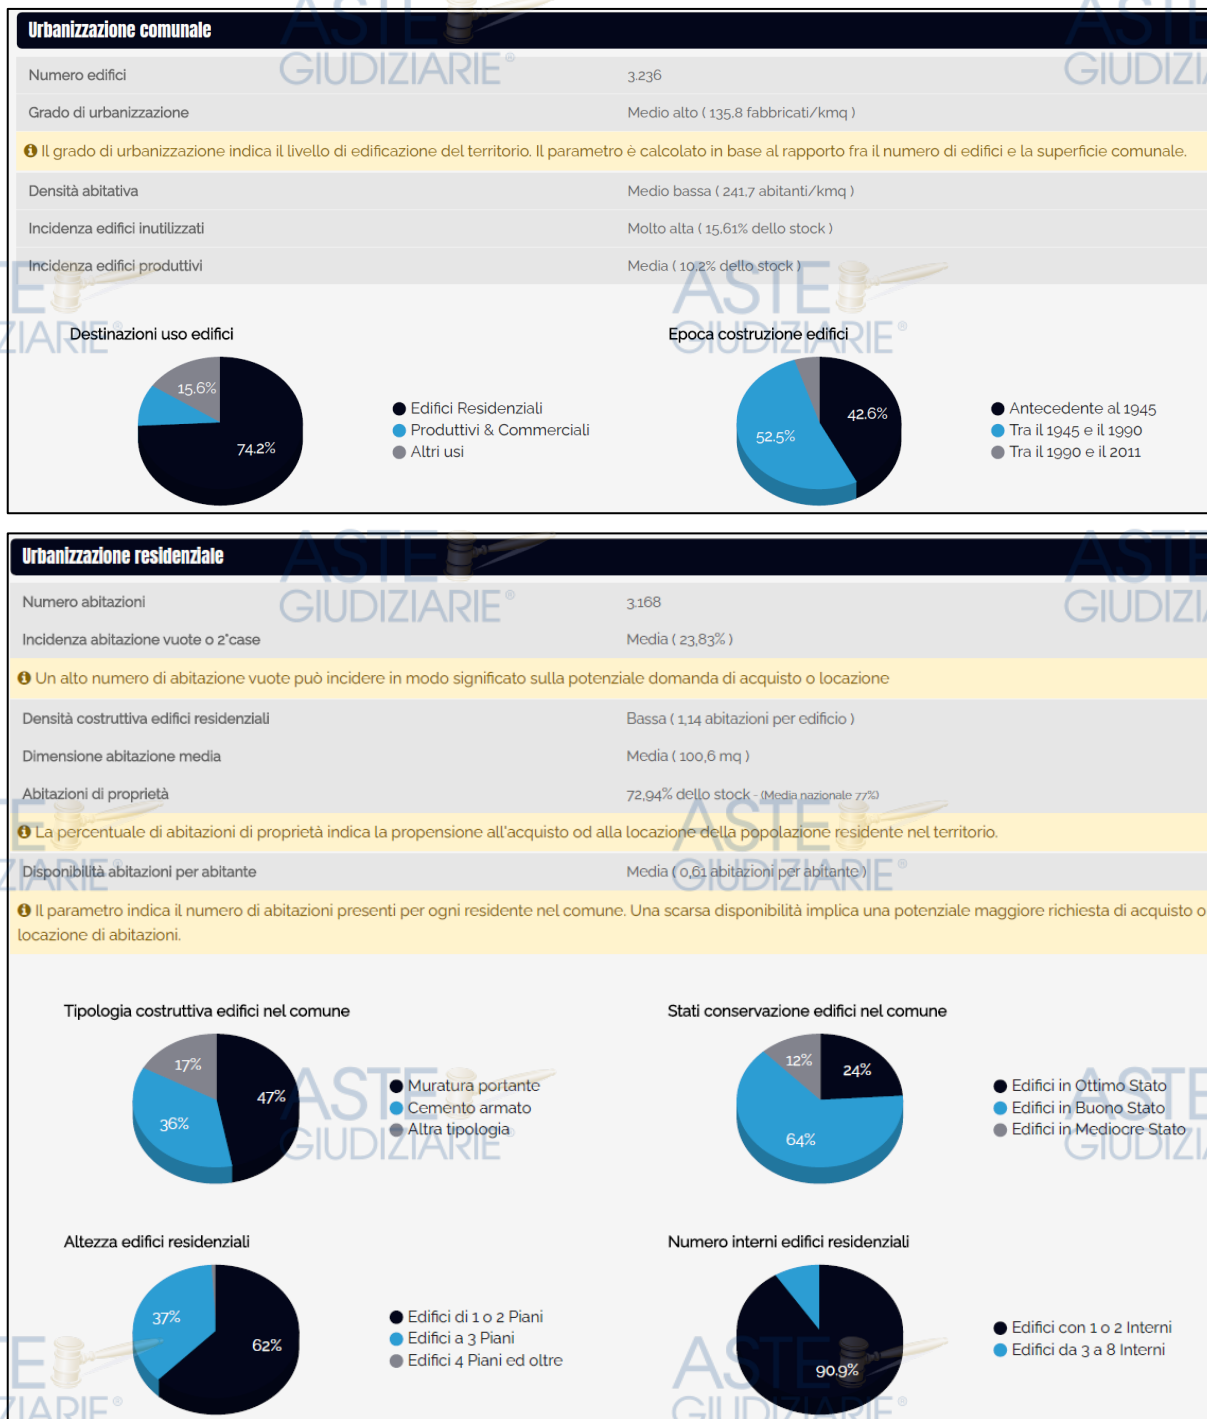 Urbanizzazione comunale
Numero edifici 3.236
Grado di urbanizzazione Medio alto ( 135,8 fabbricati/kmq )
Il grado di urbanizzazione indica il livello di edificazione del territorio. Il parametro è calcolato in base al rapporto fra il numero di edifici e la superficie comunale.
Densità abitativa Medio bassa ( 241,7 abitanti/kmq )
Incidenza edifici inutilizzati Molto alta ( 15,61% dello stock )
Incidenza edifici produttivi Media ( 10,2% dello stock )
Destinazioni uso edifici
15.6%
74.2%
Edifici Residenziali
Produttivi & Commerciali
Altri usi
Epoca costruzione edifici
42.6%
52.5%
Antecedente al 1945
Tra il 1945 e il 1990
Tra il 1990 e il 2011
Urbanizzazione residenziale
Numero abitazioni 3.168
Incidenza abitazione vuote o 2°case Media ( 23,83% )
Un alto numero di abitazione vuote può incidere in modo significato sulla potenziale domanda di acquisto o locazione
Densità costruttiva edifici residenziali Bassa ( 1,14 abitazioni per edificio )
Dimensione abitazione media Media ( 100,6 mq )
Abitazioni di proprietà 72,94% dello stock - (Media nazionale 77%)
La percentuale di abitazioni di proprietà indica la propensione all'acquisto od alla locazione della popolazione residente nel territorio.
Disponibilità abitazioni per abitante Media ( 0,61 abitazioni per abitante )
Il parametro indica il numero di abitazioni presenti per ogni residente nel comune. Una scarsa disponibilità implica una potenziale maggiore richiesta di acquisto o
locazione di abitazioni.
Tipologia costruttiva edifici nel comune
17%
47%
36%
Muratura portante
Cemento armato
Altra tipologia
Stati conservazione edifici nel comune
12%
24%
64%
Edifici in Ottimo Stato
Edifici in Buono Stato
Edifici in Mediocre Stato
Altezza edifici residenziali
37%
62%
Edifici di 1 o 2 Piani
Edifici a 3 Piani
Edifici 4 Piani ed oltre
Numero interni edifici residenziali
90.9%
Edifici con 1 o 2 Interni
Edifici da 3 a 8 Interni
ASTE
GIUDIZIARIE®